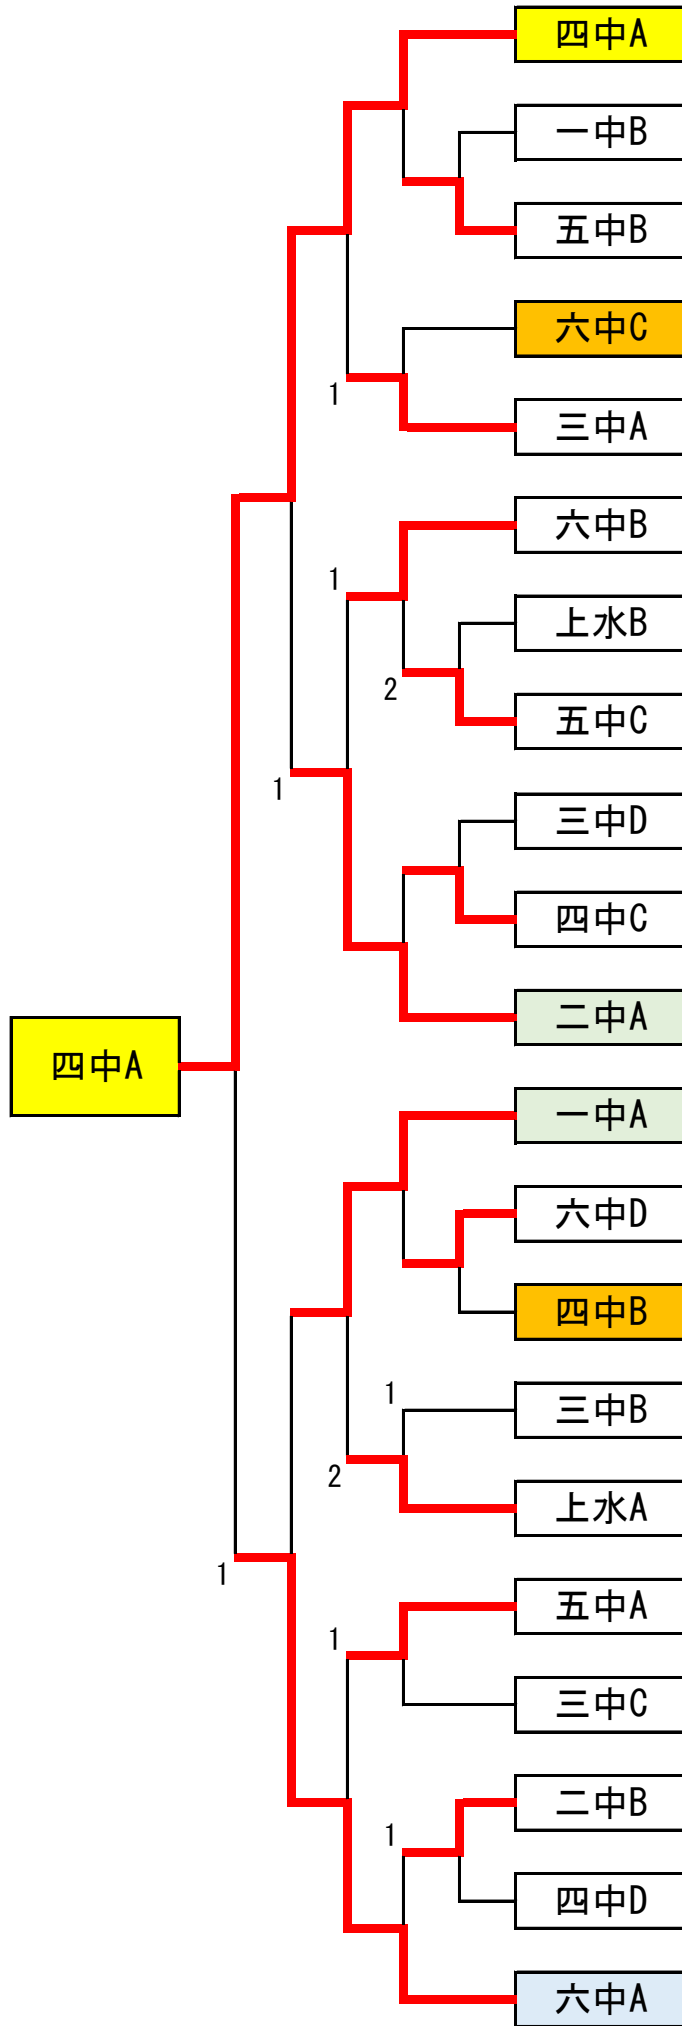 四中A
一中B
五中B
六中C
1
三中A
六中B
1
上水B
2
五中C
1
三中D
四中C
二中A
四中A
一中A
六中D
四中B
1
三中B
2
上水A
1
五中A
1
三中C
二中B
1
四中D
六中A